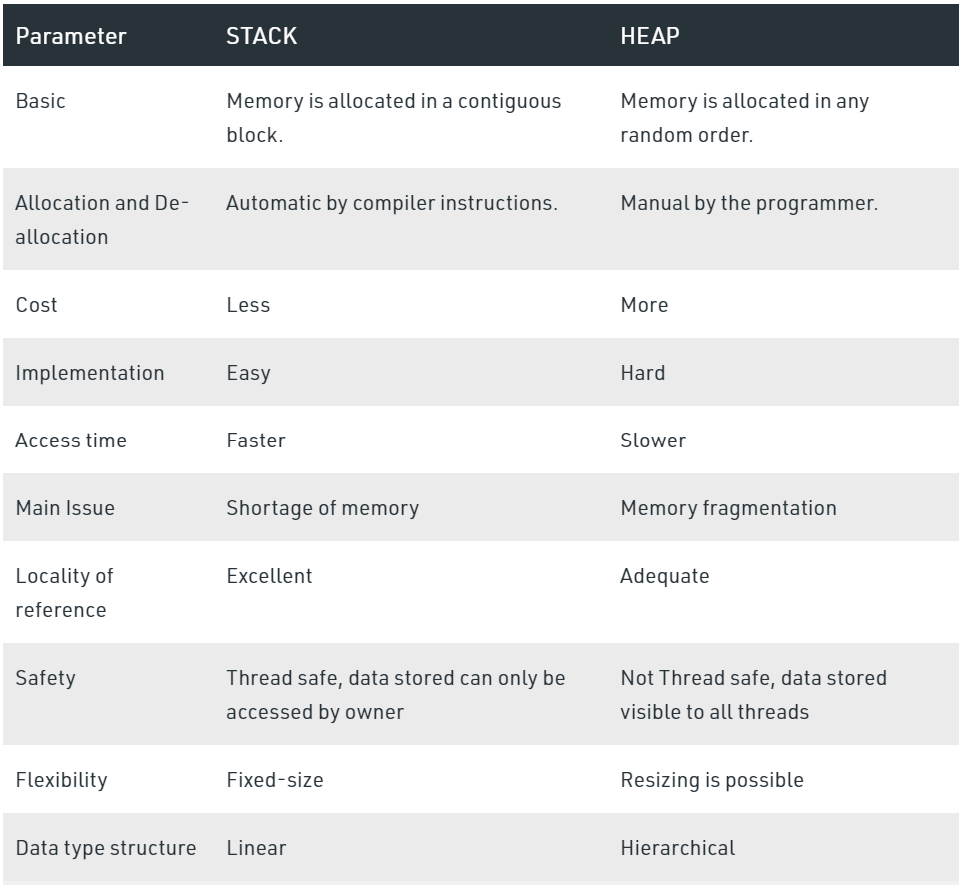 Parameter STACK HEAP
Basic Memory is allocated in a contiguous Memory is allocated in any
block. random order.
Allocation and De- Automatic by compiler instructions. Manual by the programmer.
allocation
Cost Less More
Implementation Easy Hard
Access time Faster Slower
Main Issue Shortage of memory Memory fragmentation
Locality of Excellent Adequate
reference
Safety Thread safe, data stored can only be Not Thread safe, data stored
accessed by owner visible to all threads
Flexibility Fixed-size Resizing is possible
Data type structure Linear Hierarchical